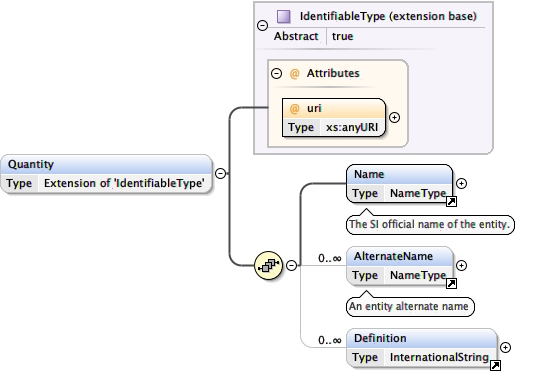 IdentifiableType (extension base)
Abstract true
@ Attributes
@ uri
Type xs:anyURI
Quantity
Type Extension of 'IdentifiableType'
Name
Type NameType
The SI official name of the entity.
0..∞
AlternateName
Type NameType
An entity alternate name
0..∞
Definition
Type InternationalString